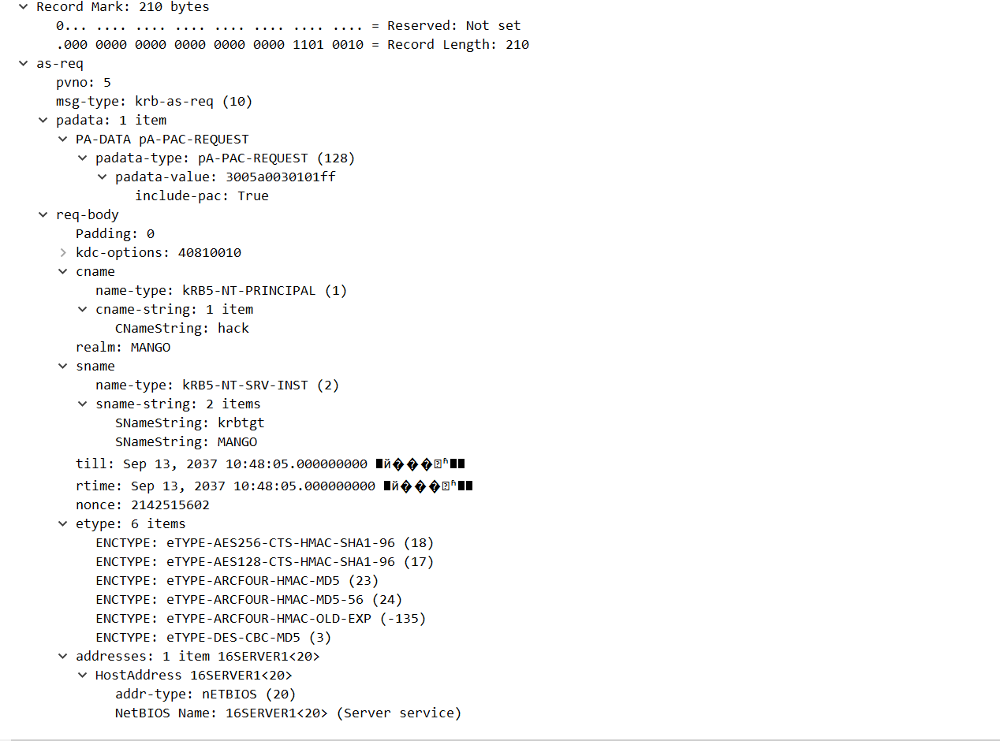 Record Mark: 210 bytes
0... .... .... .... .... .... .... .... = Reserved: Not set
.000 0000 0000 0000 0000 0000 1101 0010 = Record Length: 210
as-req
pvno: 5
msg-type: krb-as-req (10)
padata: 1 item
PA-DATA pA-PAC-REQUEST
padata-type: pA-PAC-REQUEST (128)
padata-value: 3005a0030101ff
include-pac: True
req-body
Padding: 0
kdc-options: 40810010
cname
name-type: kRB5-NT-PRINCIPAL (1)
cname-string: 1 item
CNameString: hack
realm: MANGO
sname
name-type: kRB5-NT-SRV-INST (2)
sname-string: 2 items
SNameString: krbtgt
SNameString: MANGO
till: Sep 13, 2037 10:48:05.000000000
rtime: Sep 13, 2037 10:48:05.000000000
nonce: 2142515602
etype: 6 items
ENCTYPE: eTYPE-AES256-CTS-HMAC-SHA1-96 (18)
ENCTYPE: eTYPE-AES128-CTS-HMAC-SHA1-96 (17)
ENCTYPE: eTYPE-ARCFOUR-HMAC-MD5 (23)
ENCTYPE: eTYPE-ARCFOUR-HMAC-MD5-56 (24)
ENCTYPE: eTYPE-ARCFOUR-HMAC-OLD-EXP (-135)
ENCTYPE: eTYPE-DES-CBC-MD5 (3)
addresses: 1 item 16SERVER1<20>
HostAddress 16SERVER1<20>
addr-type: nETBIOS (20)
NetBIOS Name: 16SERVER1<20> (Server service)